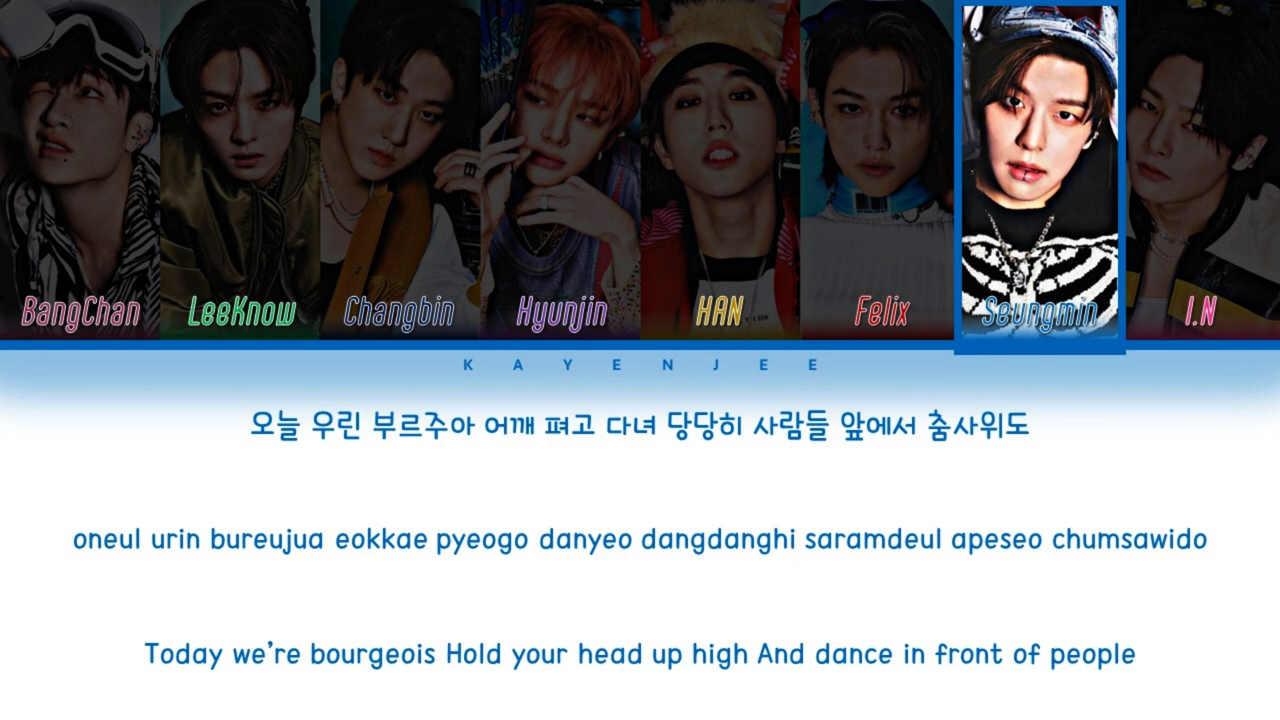 BangChan LeeKnow Changbin Hyunjin HAN Felix Seungmin I.N
KAYENJEE
오늘 우린 부르주아 어깨 펴고 다녀 당당히 사람들 앞에서 춤사위도
oneul urin bureujua eokkae pyeogo danyeo dangdanghi saramdeul apeseo chumsawido
Today we're bourgeois Hold your head up high And dance in front of people